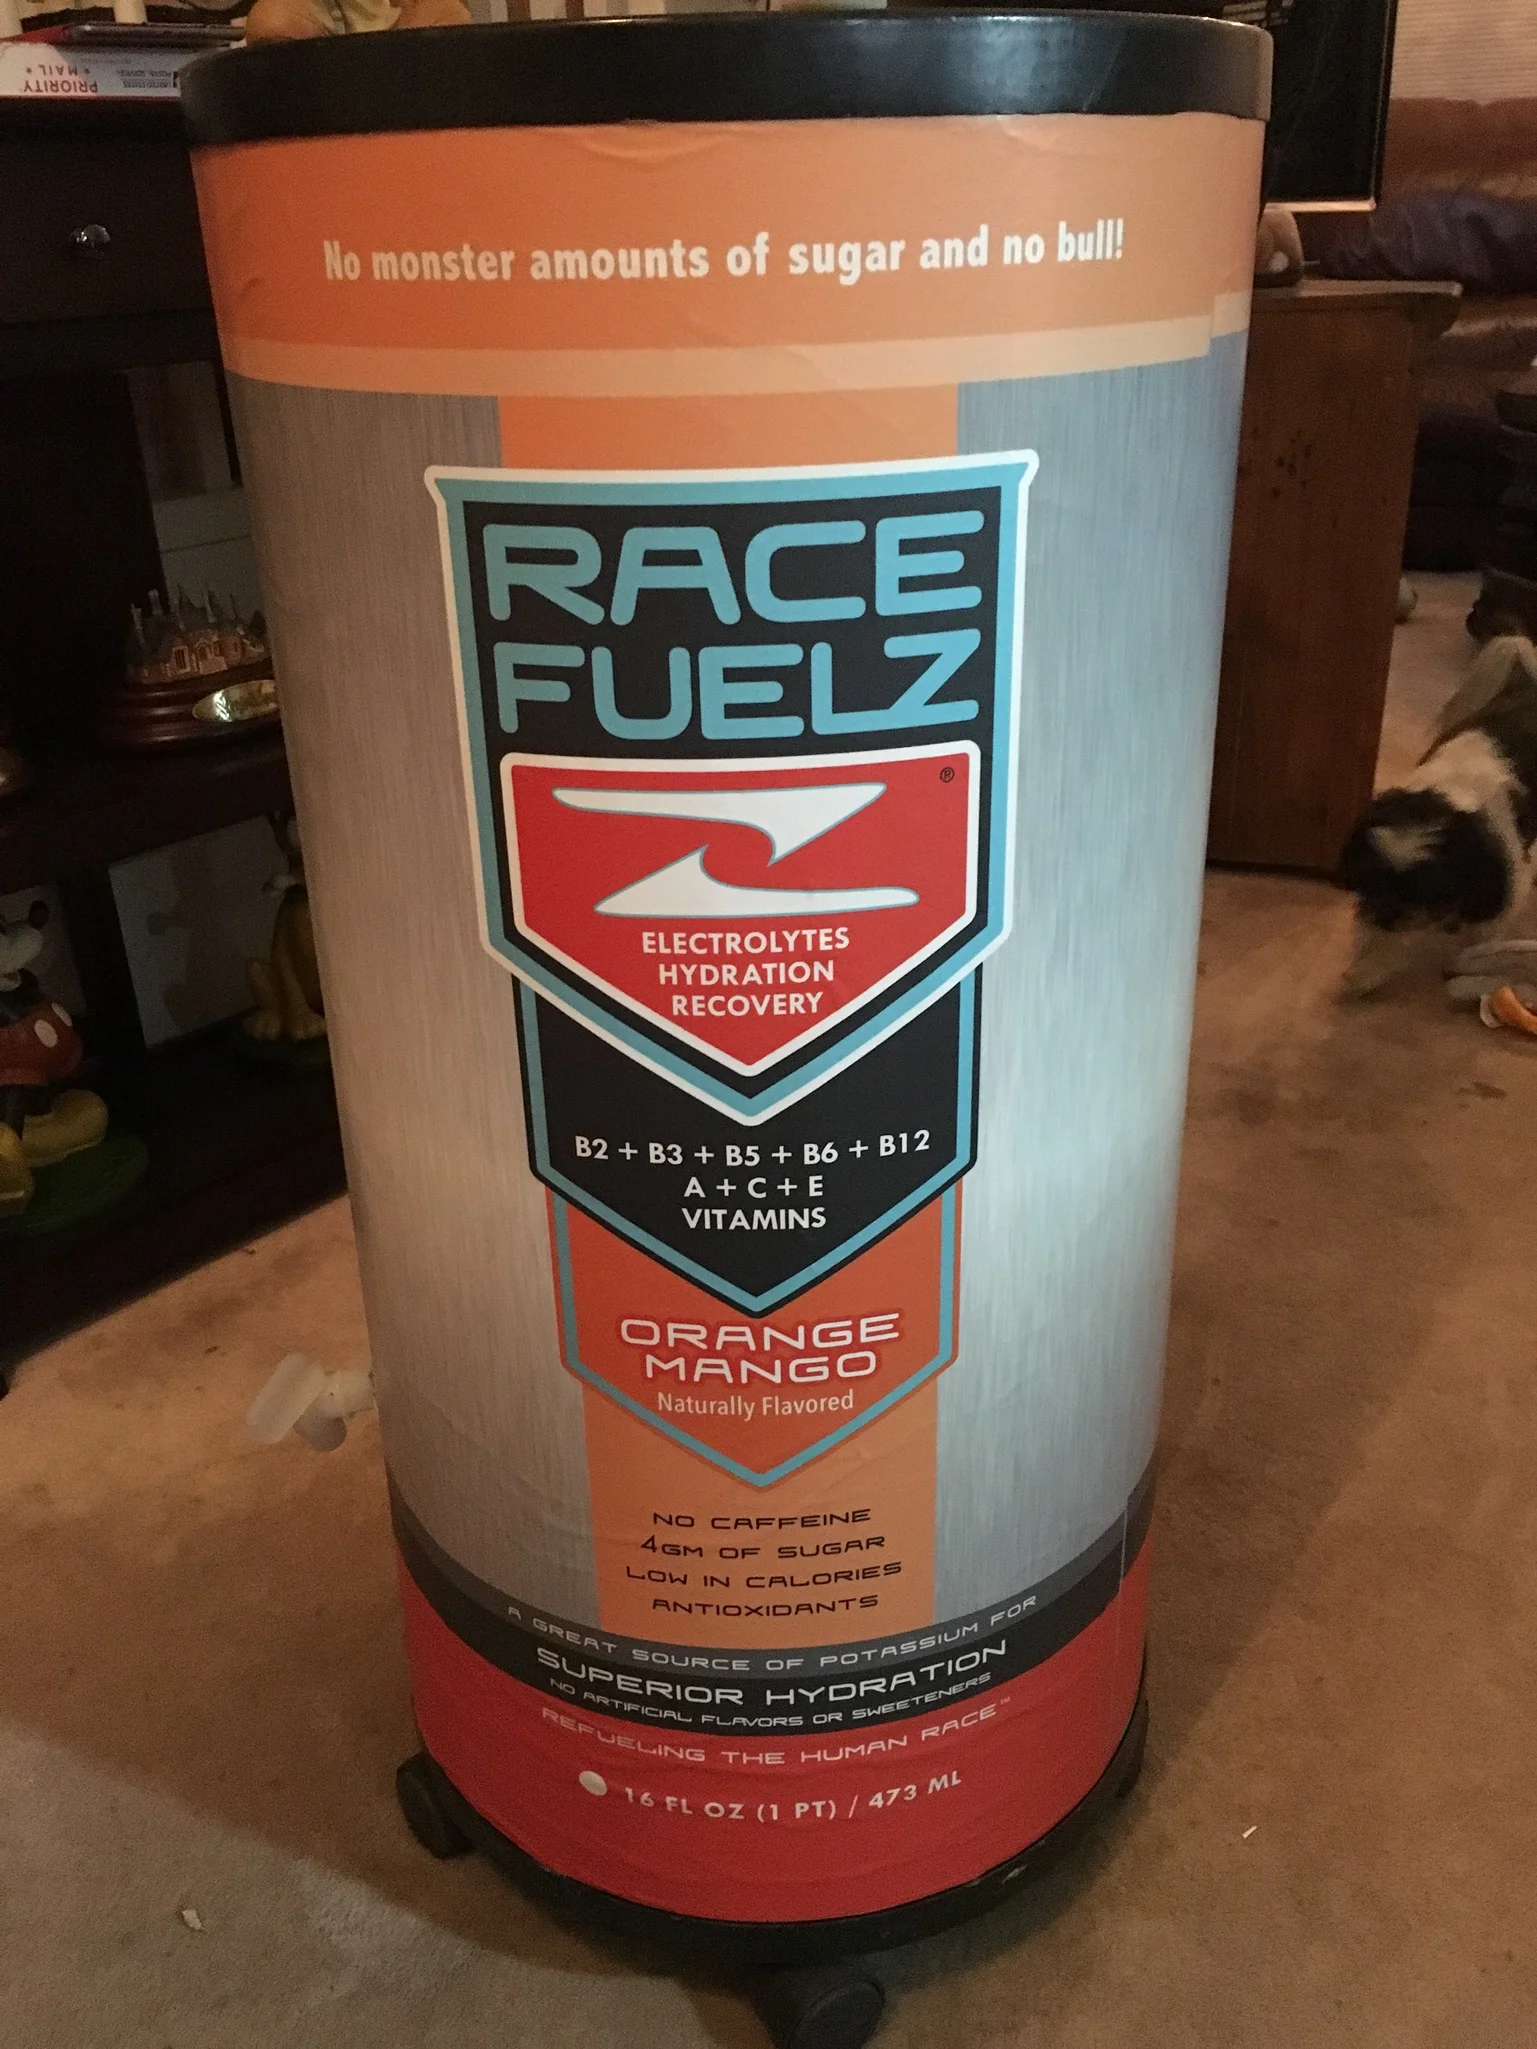 PRIORITY
★ MAIL ★
No monster amounts of sugar and no bull!
RACE
FUELZ
®
ELECTROLYTES
HYDRATION
RECOVERY
B2 + B3 + B5 + B6 + B12
A + C + E
VITAMINS
ORANGE
MANGO
Naturally Flavored
NO CAFFEINE
4GM OF SUGAR
LOW IN CALORIES
ANTIOXIDANTS
A GREAT SOURCE OF POTASSIUM FOR
SUPERIOR HYDRATION
NO ARTIFICIAL FLAVORS OR SWEETENERS
REFUELING THE HUMAN RACE™
16 FL OZ (1 PT) / 473 ML